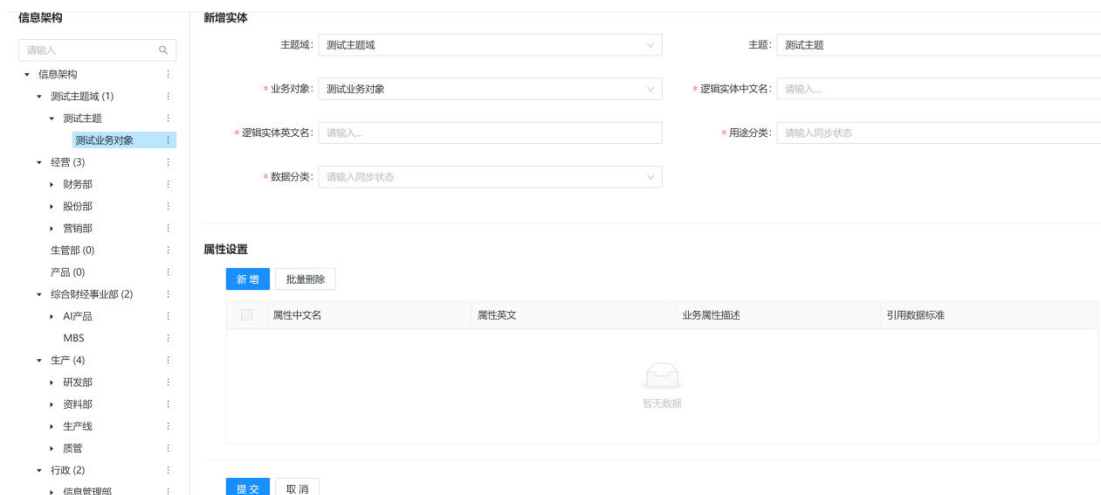 信息架构
请输入
信息架构
测试主题域 (1)
测试主题
测试业务对象
经营 (3)
财务部
股份部
营销部
生管部 (0)
产品 (0)
综合财经事业部 (2)
AI产品
MBS
生产 (4)
研发部
资料部
生产线
质管
行政 (2)
信息管理部
新增实体
主题域: 测试主题域 主题: 测试主题
* 业务对象: 测试业务对象 * 逻辑实体中文名: 请输入...
* 逻辑实体英文名: 请输入... * 用途分类: 请输入同步状态
* 数据分类: 请输入同步状态
属性设置
新增 批量删除
属性中文名 属性英文 业务属性描述 引用数据标准
暂无数据
提交 取消